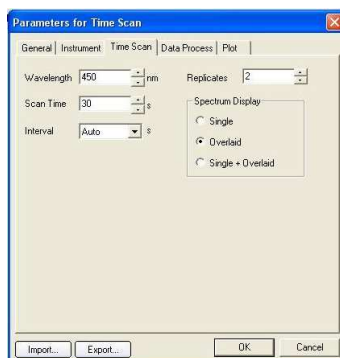 Parameters for Time Scan
General Instrument Time Scan Data Process Plot
Wavelength 450 nm Replicates 2
Scan Time 30 s Spectrum Display
Single
Interval Auto s Overlaid
Single + Overlaid
Import... Export... OK Cancel